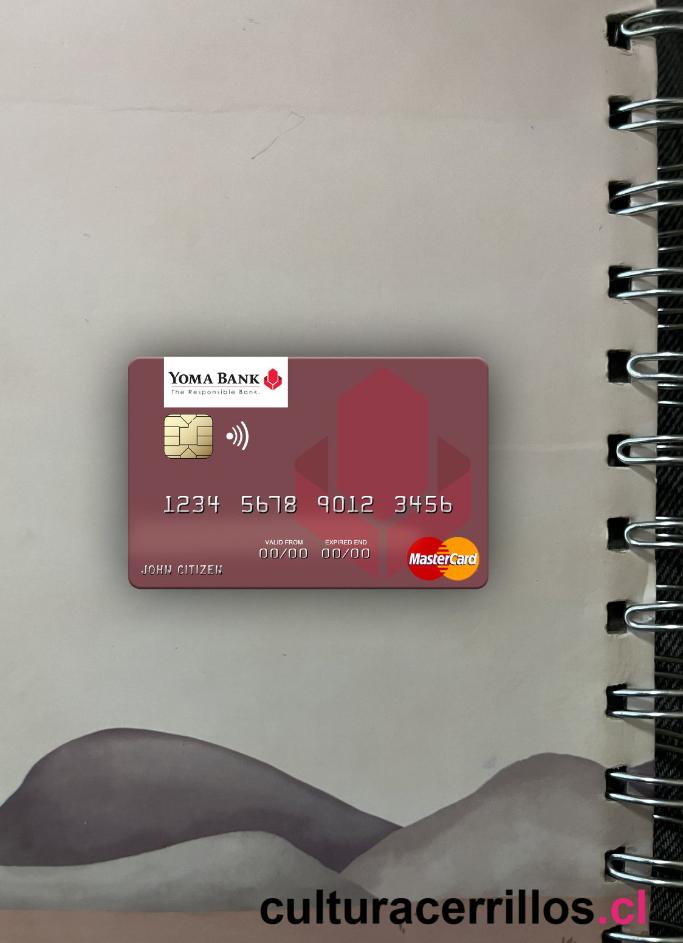 YOMA BANK
The Responsible Bank.
1234 5678 9012 3456
VALID FROM EXPIRED END
00/00 00/00
JOHN CITIZEN
MasterCard
culturacerrillos.cl